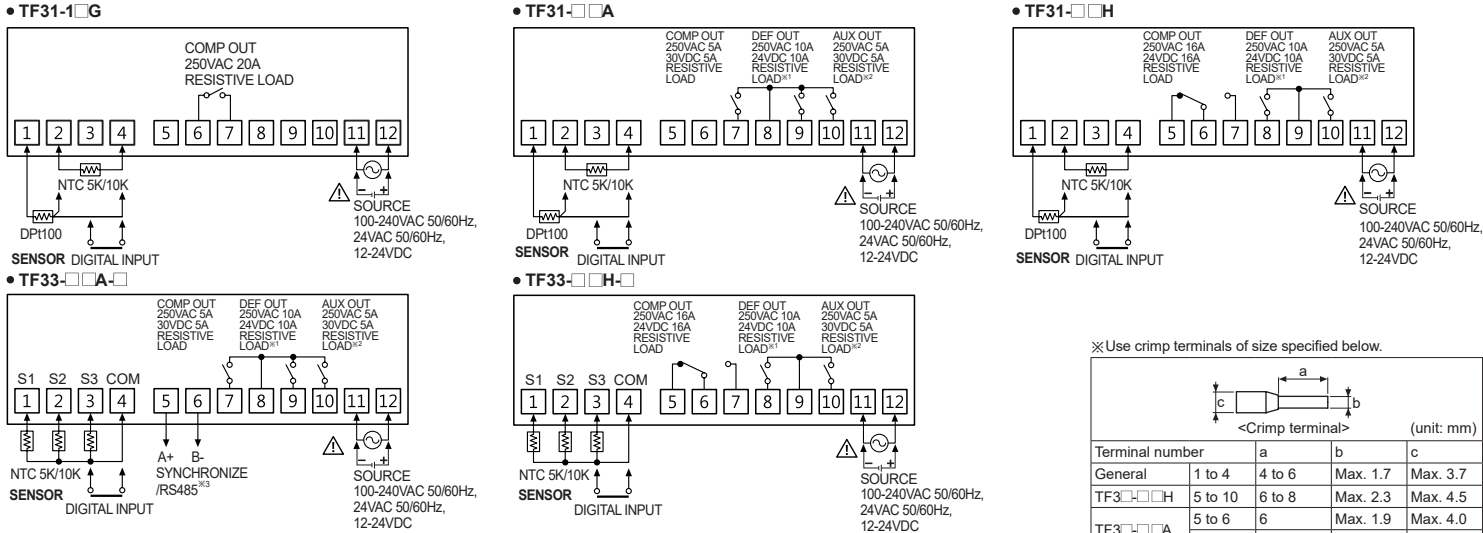 • TF31-1□G
COMP OUT
250VAC 20A
RESISTIVE LOAD
1 2 3 4 5 6 7 8 9 10 11 12
NTC 5K/10K
DPt100
SENSOR DIGITAL INPUT
SOURCE
100-240VAC 50/60Hz,
24VAC 50/60Hz,
12-24VDC
• TF31-□□A
COMP OUT
250VAC 5A
30VDC 5A
RESISTIVE
LOAD
DEF OUT
250VAC 10A
24VDC 10A
RESISTIVE
LOAD※1
AUX OUT
250VAC 5A
30VDC 5A
RESISTIVE
LOAD※2
1 2 3 4 5 6 7 8 9 10 11 12
NTC 5K/10K
DPt100
SENSOR DIGITAL INPUT
SOURCE
100-240VAC 50/60Hz,
24VAC 50/60Hz,
12-24VDC
• TF31-□□H
COMP OUT
250VAC 16A
24VDC 16A
RESISTIVE
LOAD
DEF OUT
250VAC 10A
24VDC 10A
RESISTIVE
LOAD※1
AUX OUT
250VAC 5A
30VDC 5A
RESISTIVE
LOAD※2
1 2 3 4 5 6 7 8 9 10 11 12
NTC 5K/10K
DPt100
SENSOR DIGITAL INPUT
SOURCE
100-240VAC 50/60Hz,
24VAC 50/60Hz,
12-24VDC
• TF33-□□A-□
COMP OUT
250VAC 5A
30VDC 5A
RESISTIVE
LOAD
DEF OUT
250VAC 10A
24VDC 10A
RESISTIVE
LOAD※1
AUX OUT
250VAC 5A
30VDC 5A
RESISTIVE
LOAD※2
S1 S2 S3 COM
1 2 3 4 5 6 7 8 9 10 11 12
NTC 5K/10K
SENSOR
DIGITAL INPUT
A+ B-
SYNCHRONIZE
/RS485※3
SOURCE
100-240VAC 50/60Hz,
24VAC 50/60Hz,
12-24VDC
• TF33-□□H-□
COMP OUT
250VAC 16A
24VDC 16A
RESISTIVE
LOAD
DEF OUT
250VAC 10A
24VDC 10A
RESISTIVE
LOAD※1
AUX OUT
250VAC 5A
30VDC 5A
RESISTIVE
LOAD※2
S1 S2 S3 COM
1 2 3 4 5 6 7 8 9 10 11 12
NTC 5K/10K
SENSOR
DIGITAL INPUT
SOURCE
100-240VAC 50/60Hz,
24VAC 50/60Hz,
12-24VDC
※Use crimp terminals of size specified below.
a
c b
<Crimp terminal> (unit: mm)
Terminal number a b c
General 1 to 4 4 to 6 Max. 1.7 Max. 3.7
TF3□-□□H 5 to 10 6 to 8 Max. 2.3 Max. 4.5
TF3□-□□A 5 to 6 6 Max. 1.9 Max. 4.0